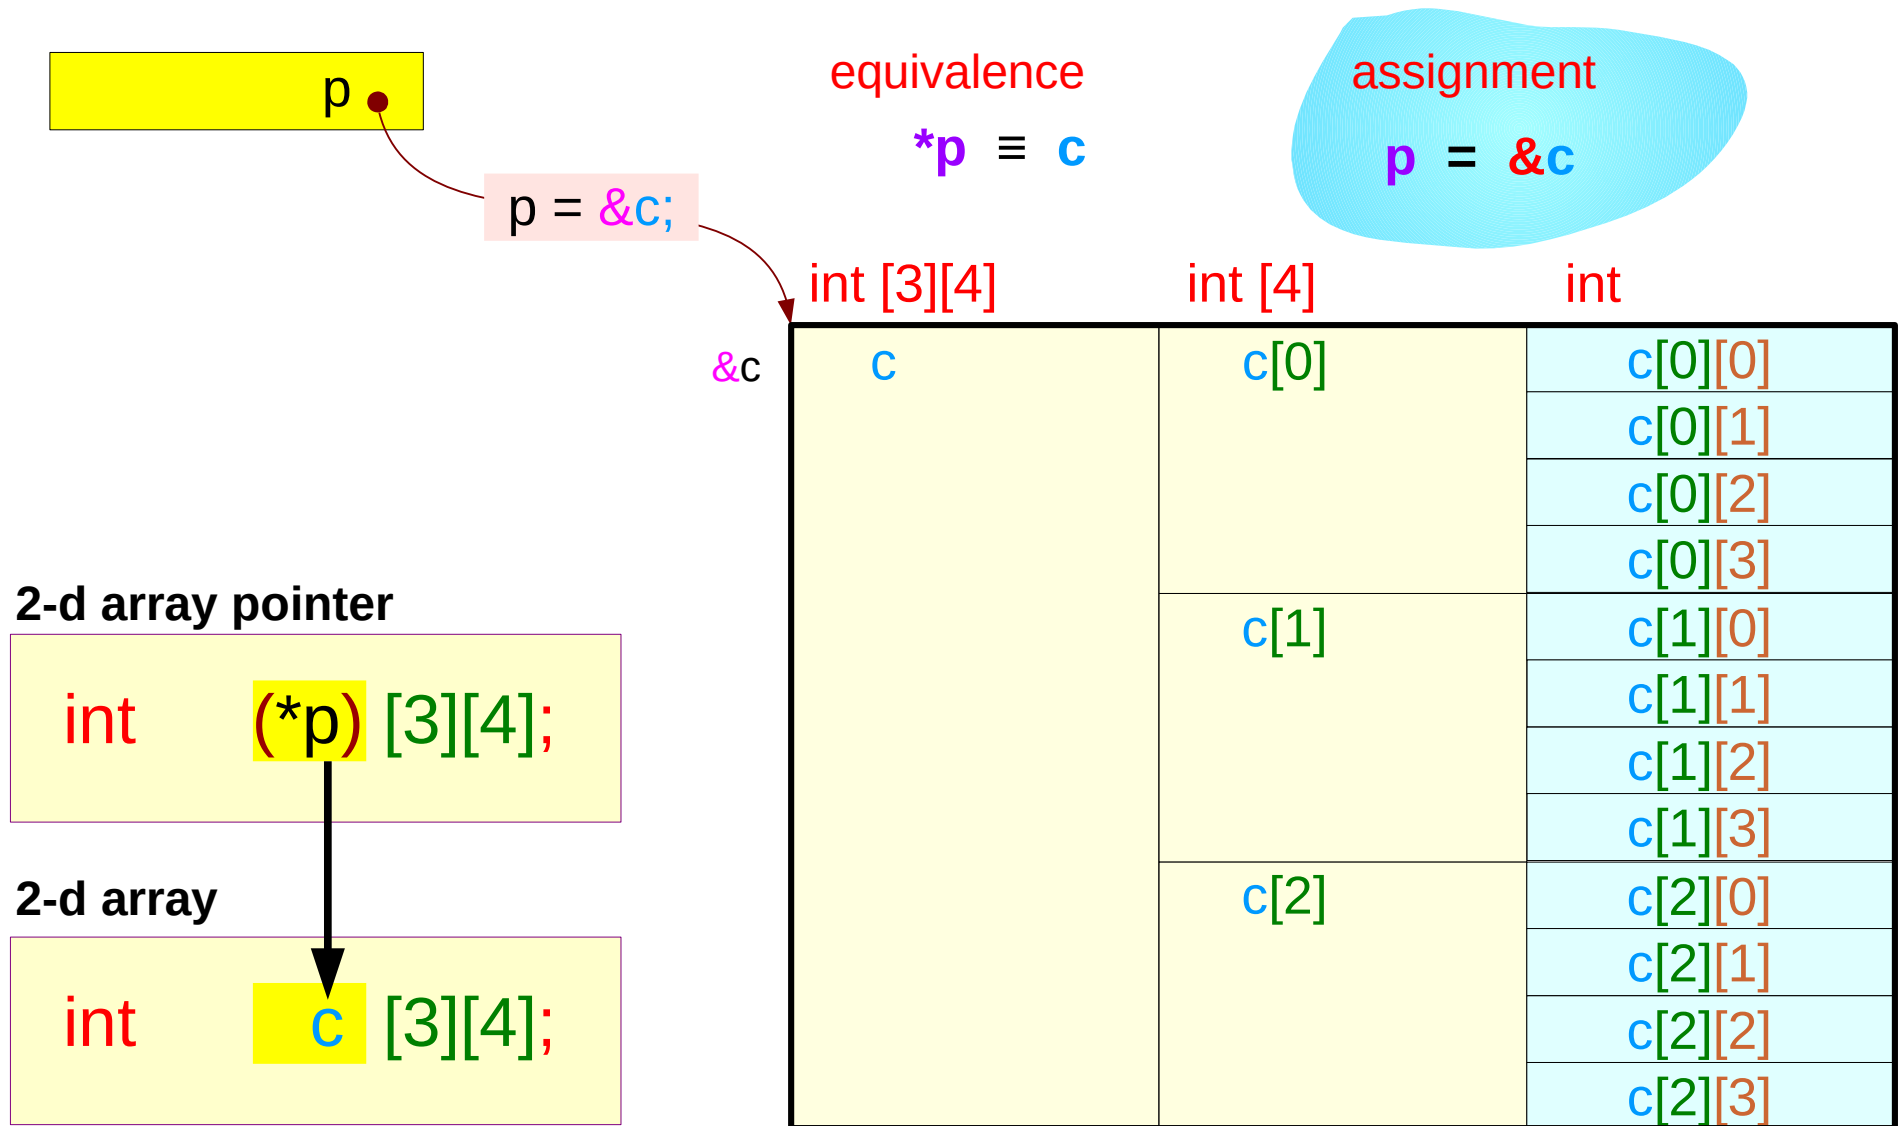 p
equivalence
*p ≡ c
assignment
p = &c
p = &c;
int [3][4]
int [4]
int
&c
c
c[0]
c[0][0]
c[0][1]
c[0][2]
c[0][3]
c[1]
c[1][0]
c[1][1]
c[1][2]
c[1][3]
c[2]
c[2][0]
c[2][1]
c[2][2]
c[2][3]
2-d array pointer
int (*p) [3][4];
2-d array
int c [3][4];